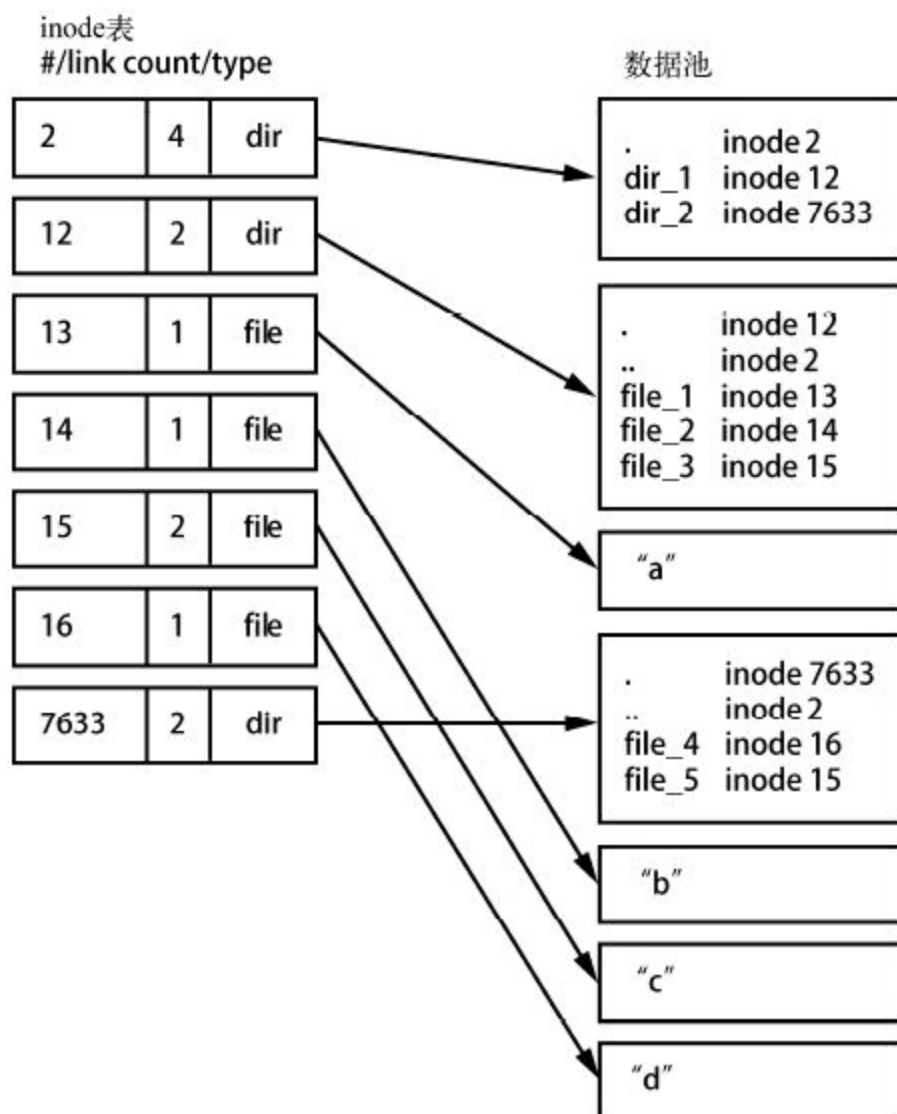 inode表
#/link count/type
2 4 dir
12 2 dir
13 1 file
14 1 file
15 2 file
16 1 file
7633 2 dir
数据池
. inode 2
dir_1 inode 12
dir_2 inode 7633
. inode 12
.. inode 2
file_1 inode 13
file_2 inode 14
file_3 inode 15
“a”
. inode 7633
.. inode 2
file_4 inode 16
file_5 inode 15
“b”
“c”
“d”